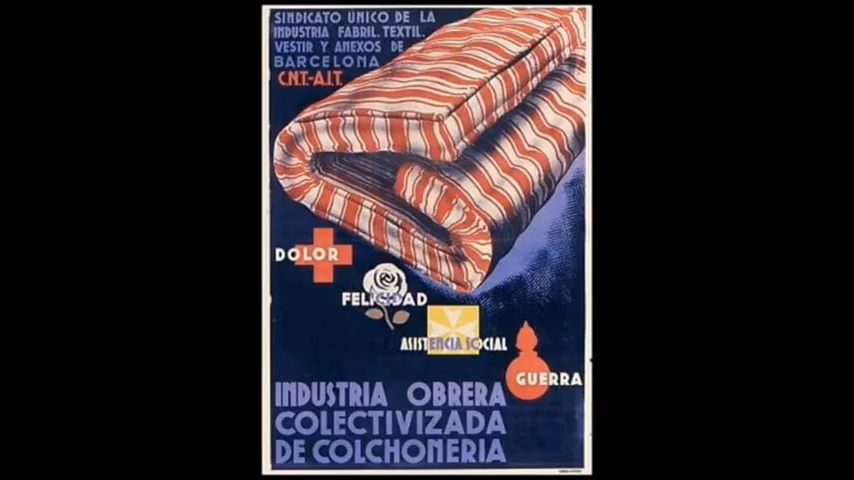 SINDICATO UNICO DE LA
INDUSTRIA FABRIL. TEXTIL.
VESTIR Y ANEXOS DE
BARCELONA
C.N.T.-A.I.T.
DOLOR
FELICIDAD
ASISTENCIA SOCIAL
GUERRA
INDUSTRIA OBRERA
COLECTIVIZADA
DE COLCHONERIA